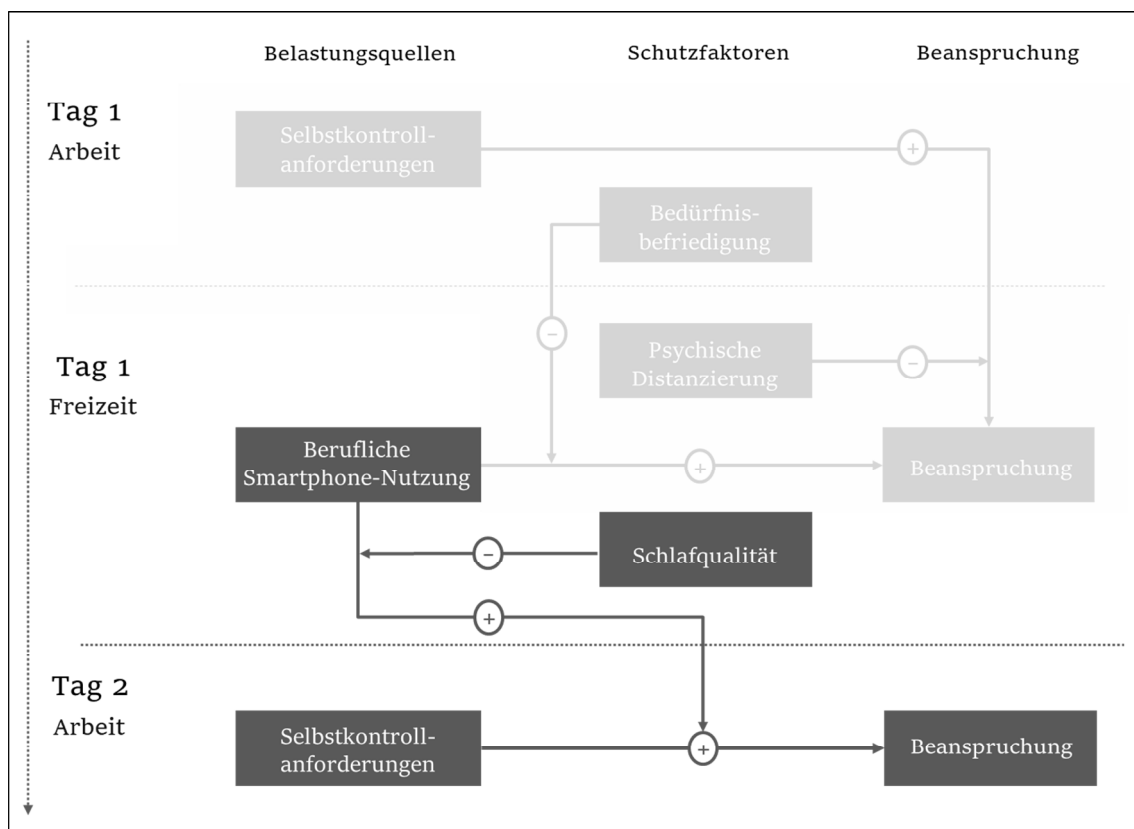 Belastungsquellen
Schutzfaktoren
Beanspruchung
Tag 1
Arbeit
Selbstkontroll-
anforderungen
+
Bedürfnis-
befriedigung
−
Tag 1
Freizeit
Psychische
Distanzierung
−
Berufliche
Smartphone-Nutzung
+
Beanspruchung
−
Schlafqualität
+
Tag 2
Arbeit
Selbstkontroll-
anforderungen
+
Beanspruchung